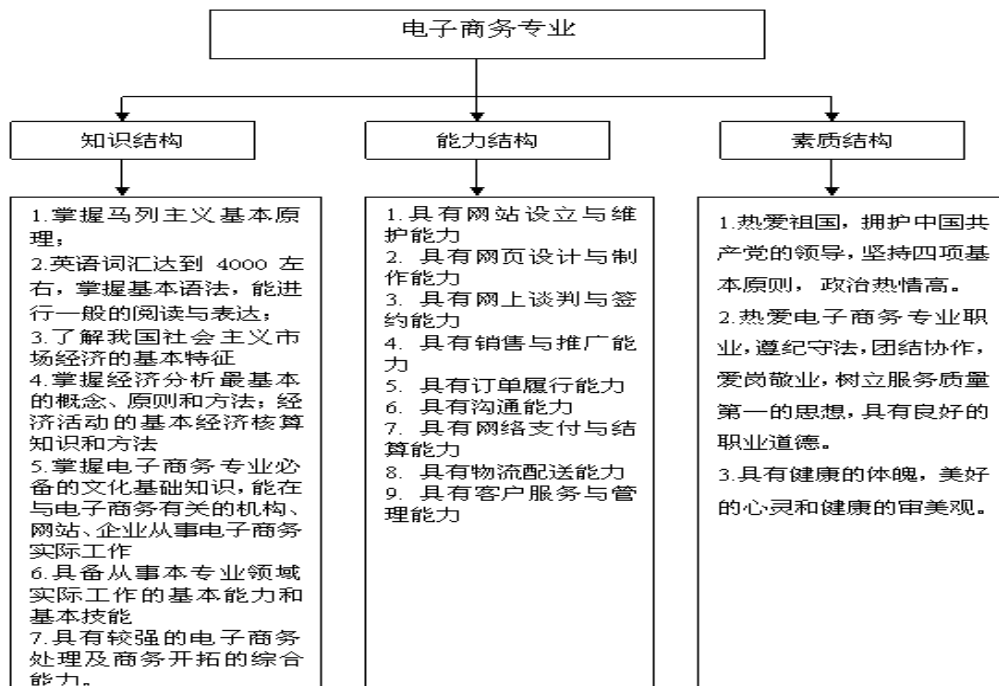 电子商务专业
知识结构
能力结构
素质结构
1.掌握马列主义基本原
理；
2.英语词汇达到 4000 左
右，掌握基本语法，能进
行一般的阅读与表达；
3.了解我国社会主义市
场经济的基本特征
4.掌握经济分析最基本
的概念、原则和方法；经
济活动的基本经济核算
知识和方法
5.掌握电子商务专业必
备的文化基础知识，能在
与电子商务有关的机构、
网站、企业从事电子商务
实际工作
6.具备从事本专业领域
实际工作的基本能力和
基本技能
7.具有较强的电子商务
处理及商务开拓的综合
能力。
1.具有网站设立与维
护能力
2. 具有网页设计与制
作能力
3. 具有网上谈判与签
约能力
4. 具有销售与推广能
力
5. 具有订单履行能力
6. 具有沟通能力
7. 具有网络支付与结
算能力
8. 具有物流配送能力
9. 具有客户服务与管
理能力
1.热爱祖国，拥护中国共
产党的领导，坚持四项基
本原则，政治热情高。
2.热爱电子商务专业职
业，遵纪守法，团结协作，
爱岗敬业，树立服务质量
第一的思想，具有良好的
职业道德。
3.具有健康的体魄，美好
的心灵和健康的审美观。